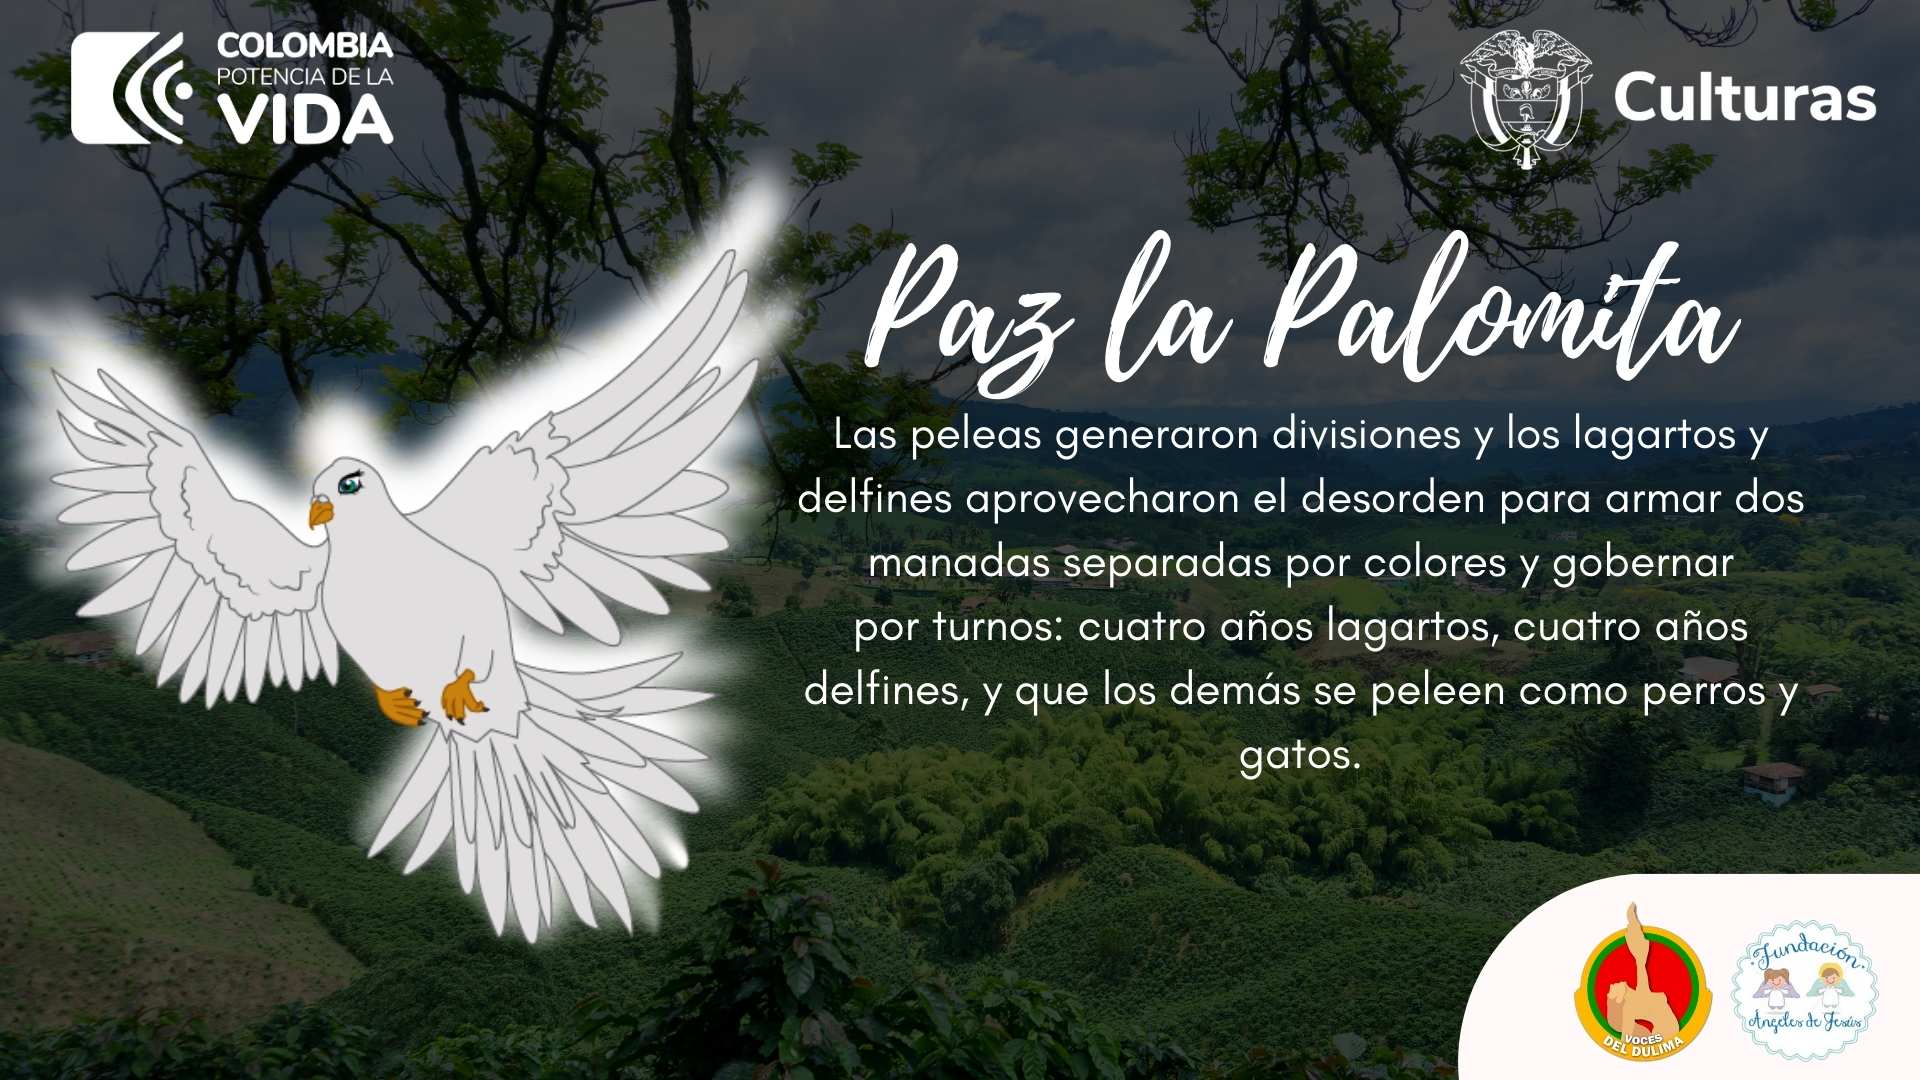 COLOMBIA
POTENCIA DE LA
VIDA
Culturas
Paz la Palomita
Las peleas generaron divisiones y los lagartos y
delfines aprovecharon el desorden para armar dos
manadas separadas por colores y gobernar
por turnos: cuatro años lagartos, cuatro años
delfines, y que los demás se peleen como perros y
gatos.
VOCES
DEL DULIMA
Fundación
Angeles de Jesús